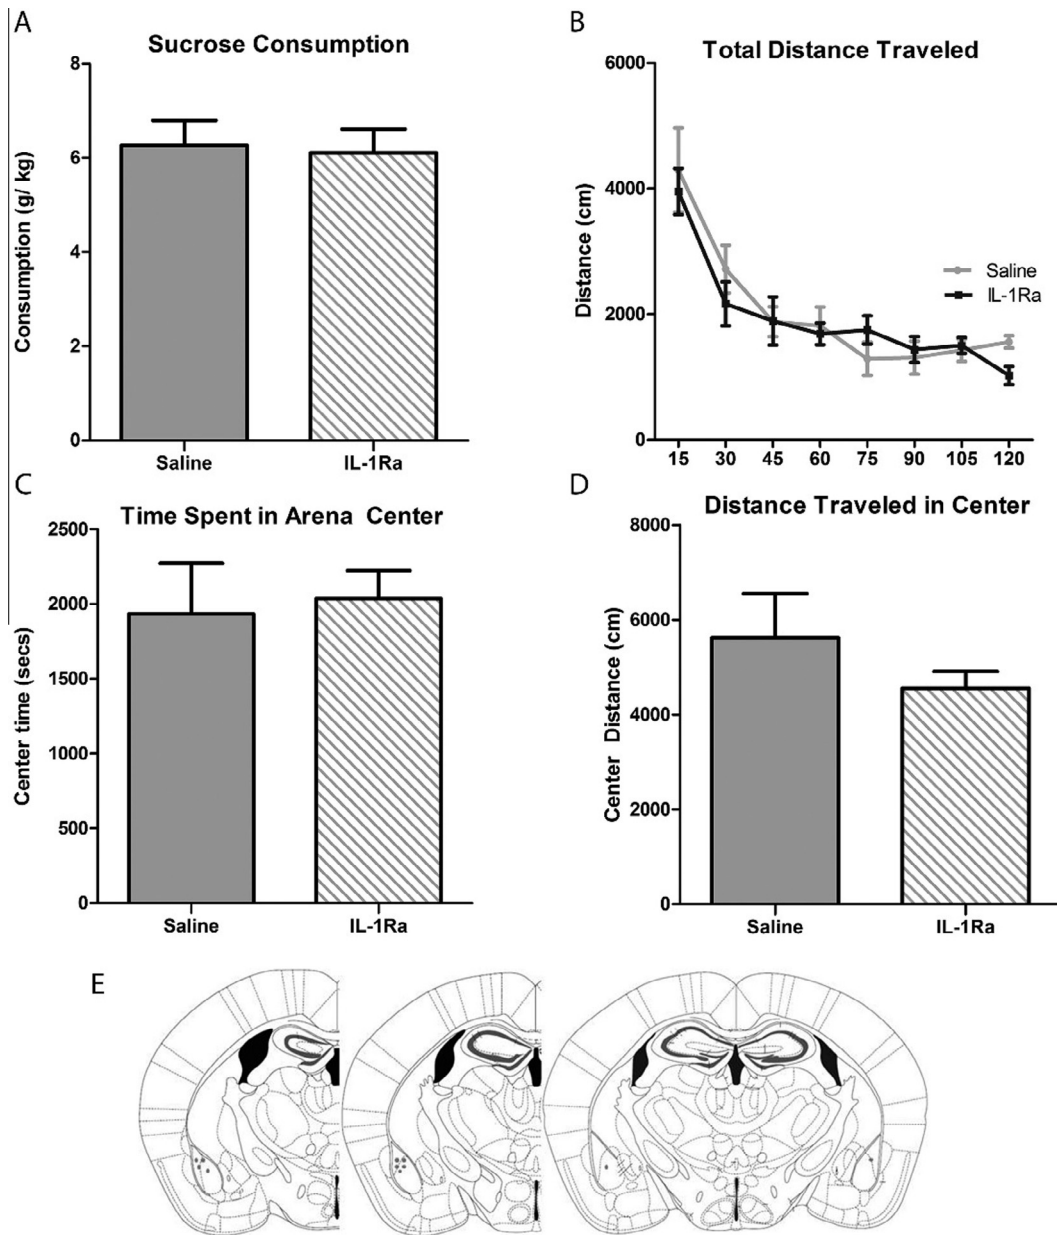 A
Sucrose Consumption
8
6
4
2
0
Consumption (g/ kg)
Saline
IL-1Ra
B
Total Distance Traveled
6000
4000
2000
0
Distance (cm)
Saline
IL-1Ra
15 30 45 60 75 90 105 120
C
Time Spent in Arena Center
2500
2000
1500
1000
500
0
Center time (secs)
Saline
IL-1Ra
D
Distance Traveled in Center
8000
6000
4000
2000
0
Center Distance (cm)
Saline
IL-1Ra
E